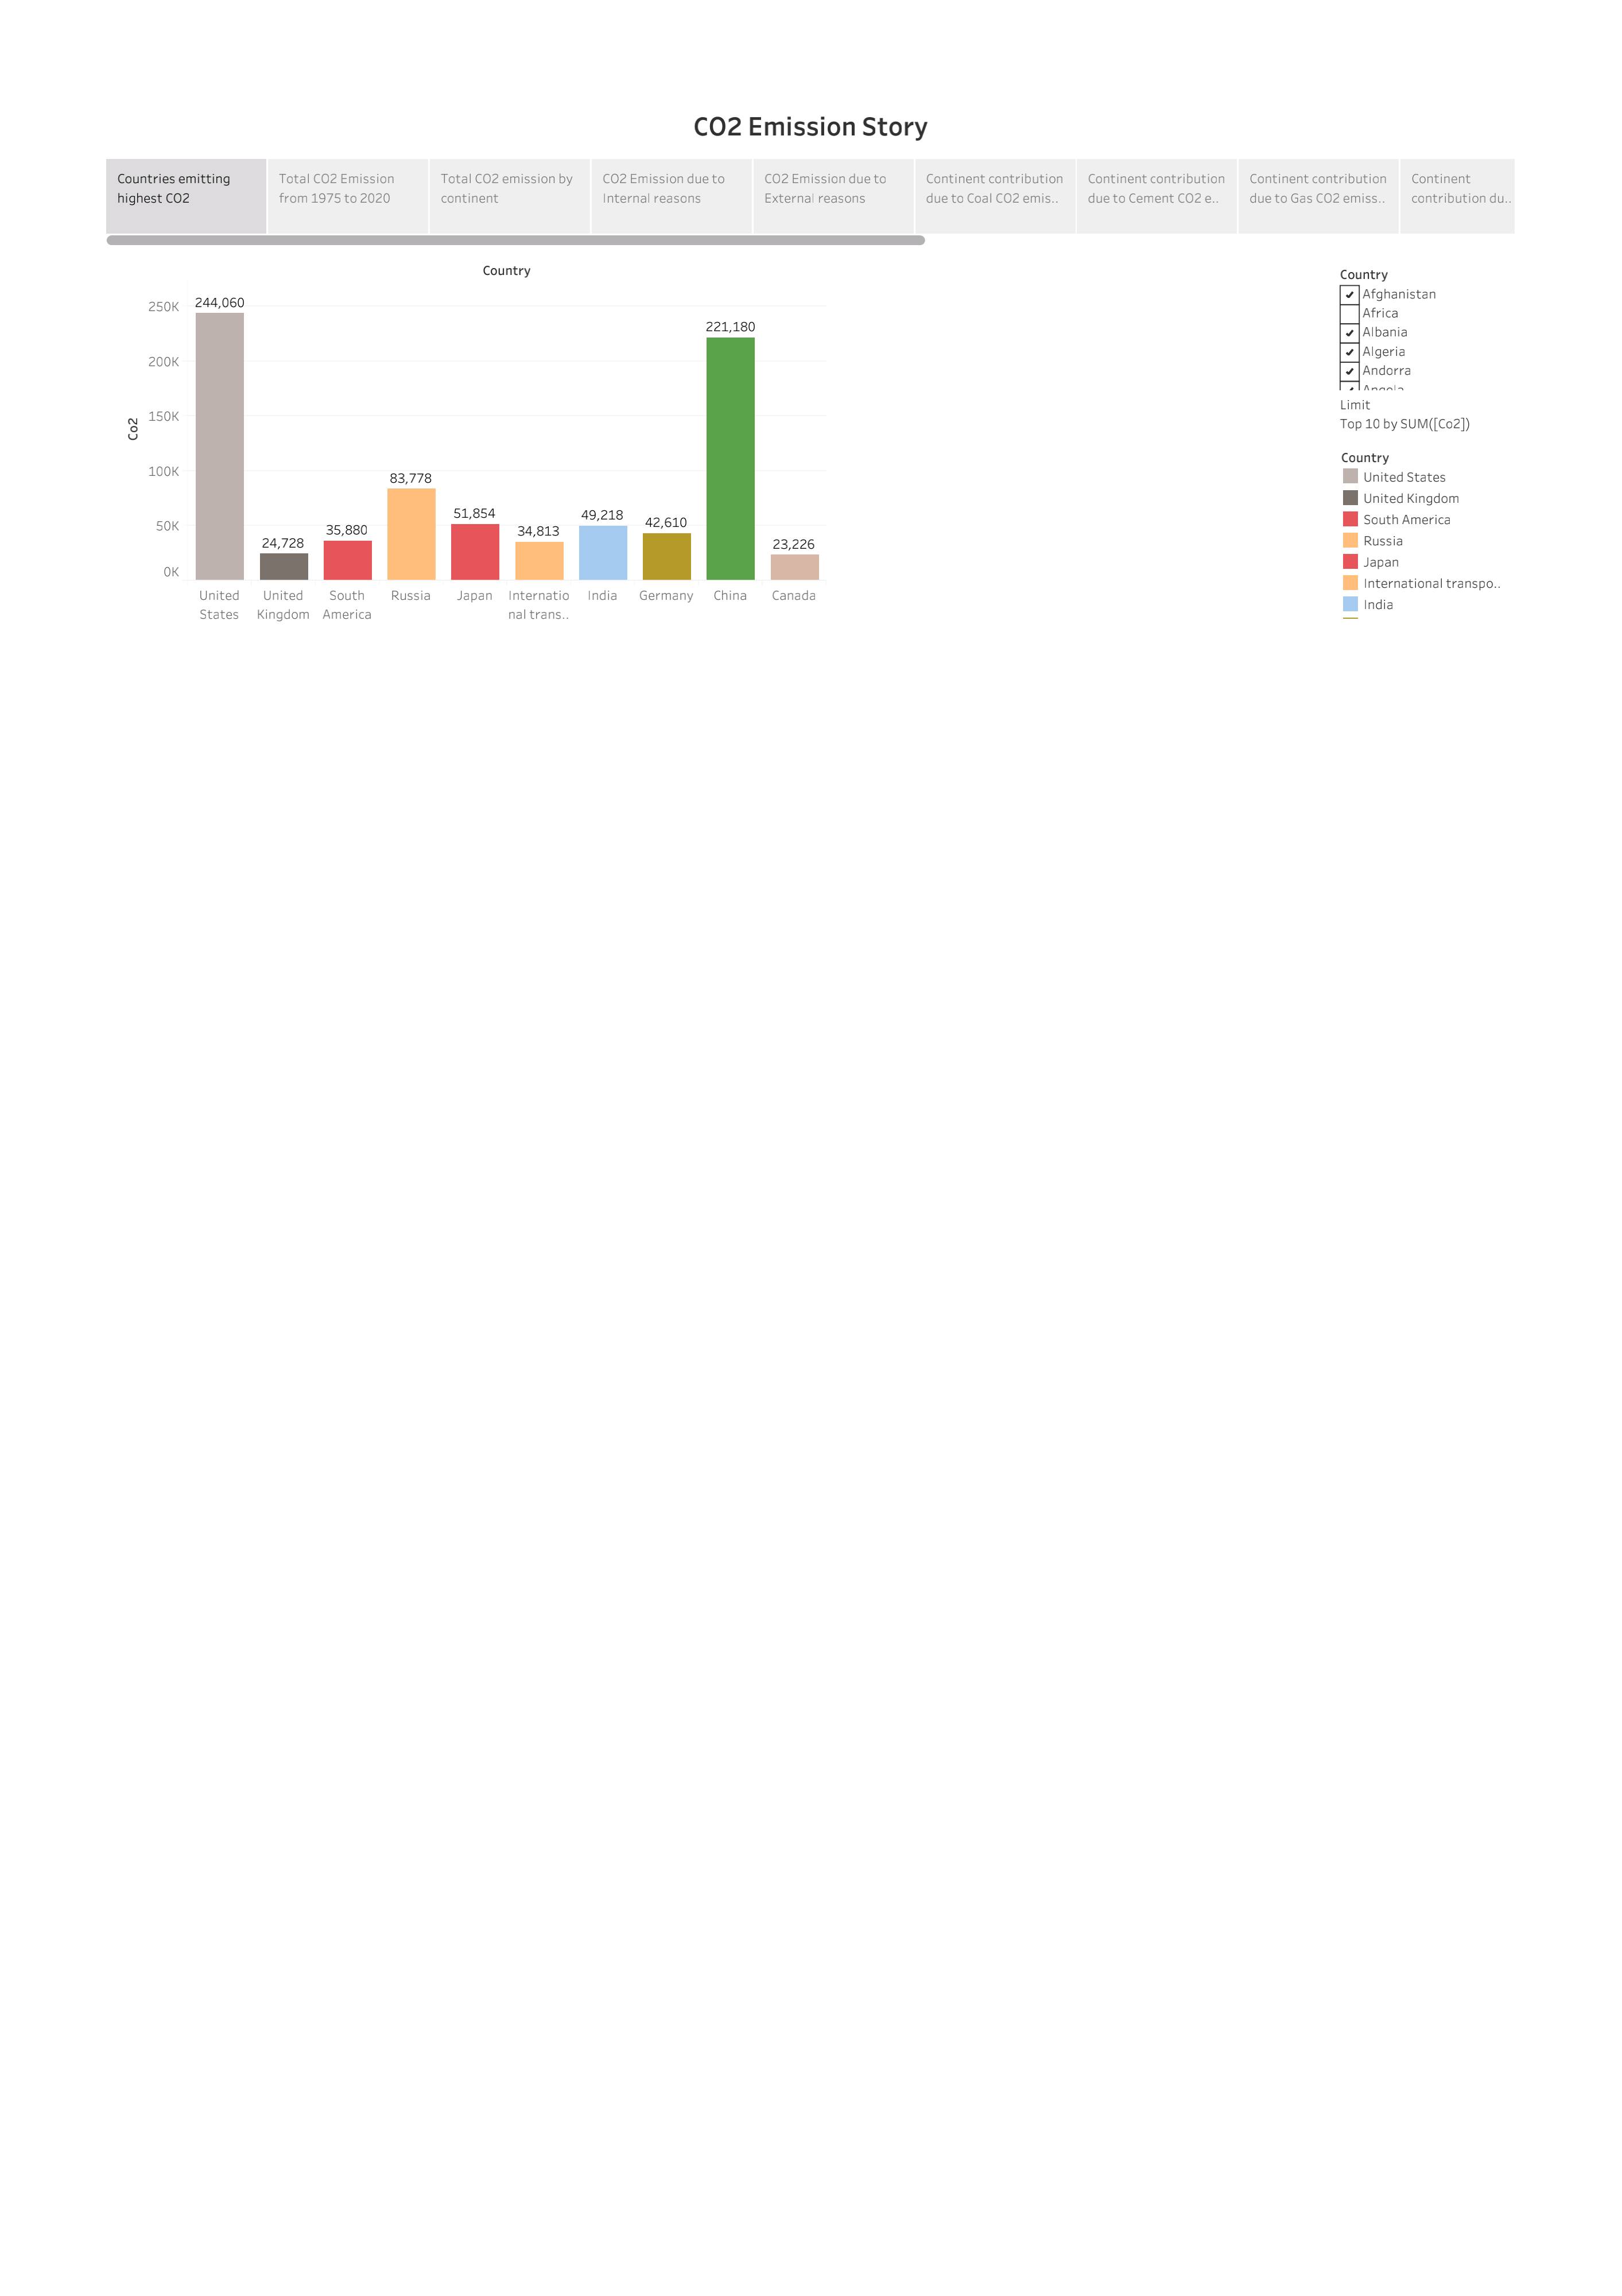 CO2 Emission Story
Countries emitting
highest CO2
Total CO2 Emission
from 1975 to 2020
Total CO2 emission by
continent
CO2 Emission due to
Internal reasons
CO2 Emission due to
External reasons
Continent contribution
due to Coal CO2 emis..
Continent contribution
due to Cement CO2 e..
Continent contribution
due to Gas CO2 emiss..
Continent
contribution du..
Country
250K
200K
150K
100K
50K
0K
Co2
244,060
24,728
35,880
83,778
51,854
34,813
49,218
42,610
221,180
23,226
United
States
United
Kingdom
South
America
Russia
Japan
Internatio
nal trans..
India
Germany
China
Canada
Country
Afghanistan
Africa
Albania
Algeria
Andorra
Limit
Top 10 by SUM([Co2])
Country
United States
United Kingdom
South America
Russia
Japan
International transpo..
India